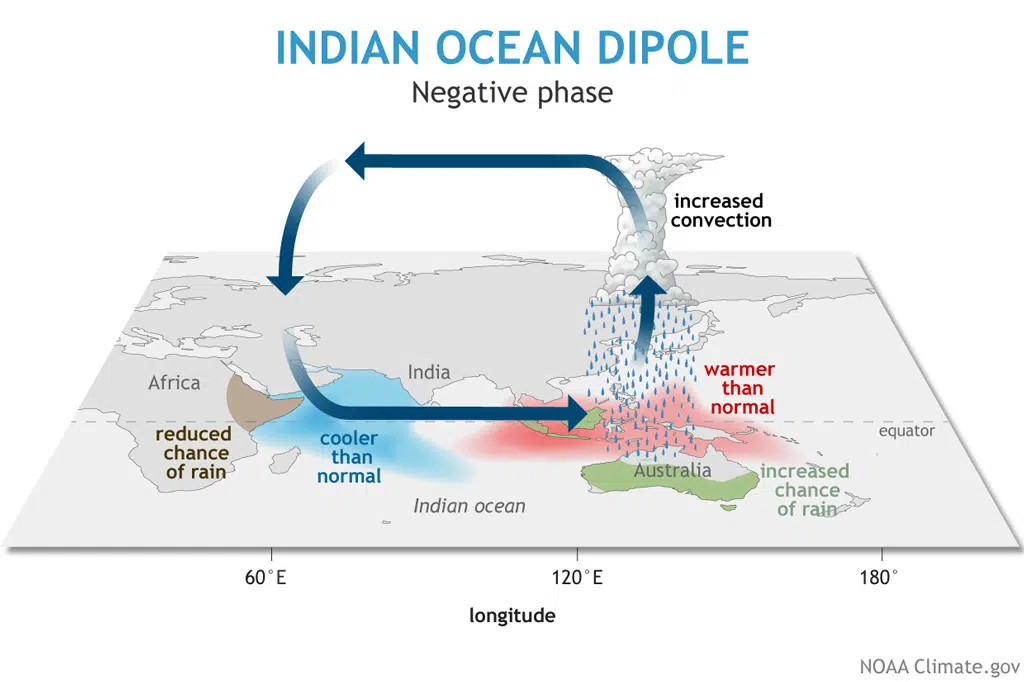 INDIAN OCEAN DIPOLE
Negative phase
increased
convection
Africa
India
warmer
than
normal
equator
reduced
chance
of rain
cooler
than
normal
Australia
increased
chance
of rain
Indian ocean
60°E
120°E
180°
longitude
NOAA Climate.gov